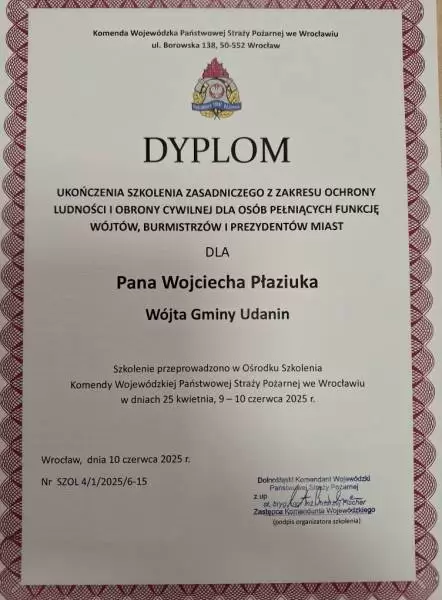 Komenda Wojewódzka Państwowej Straży Pożarnej we Wrocławiu
ul. Borowska 138, 50-552 Wrocław
DYPLOM
UKOŃCZENIA SZKOLENIA ZASADNICZEGO Z ZAKRESU OCHRONY
LUDNOŚCI I OBRONY CYWILNEJ DLA OSÓB PEŁNIĄCYCH FUNKCJĘ
WÓJTÓW, BURMISTRZÓW I PREZYDENTÓW MIAST
DLA
Pana Wojciecha Płaziuka
Wójta Gminy Udanin
Szkolenie przeprowadzono w Ośrodku Szkolenia
Komendy Wojewódzkiej Państwowej Straży Pożarnej we Wrocławiu
w dniach 25 kwietnia, 9 – 10 czerwca 2025 r.
Wrocław, dnia 10 czerwca 2025 r.
Nr SZOL 4/1/2025/6-15
Dolnośląski Komendant Wojewódzki
Państwowej Straży Pożarnej
z up.
Zastępca Komendanta Wojewódzkiego
(podpis organizatora szkolenia)